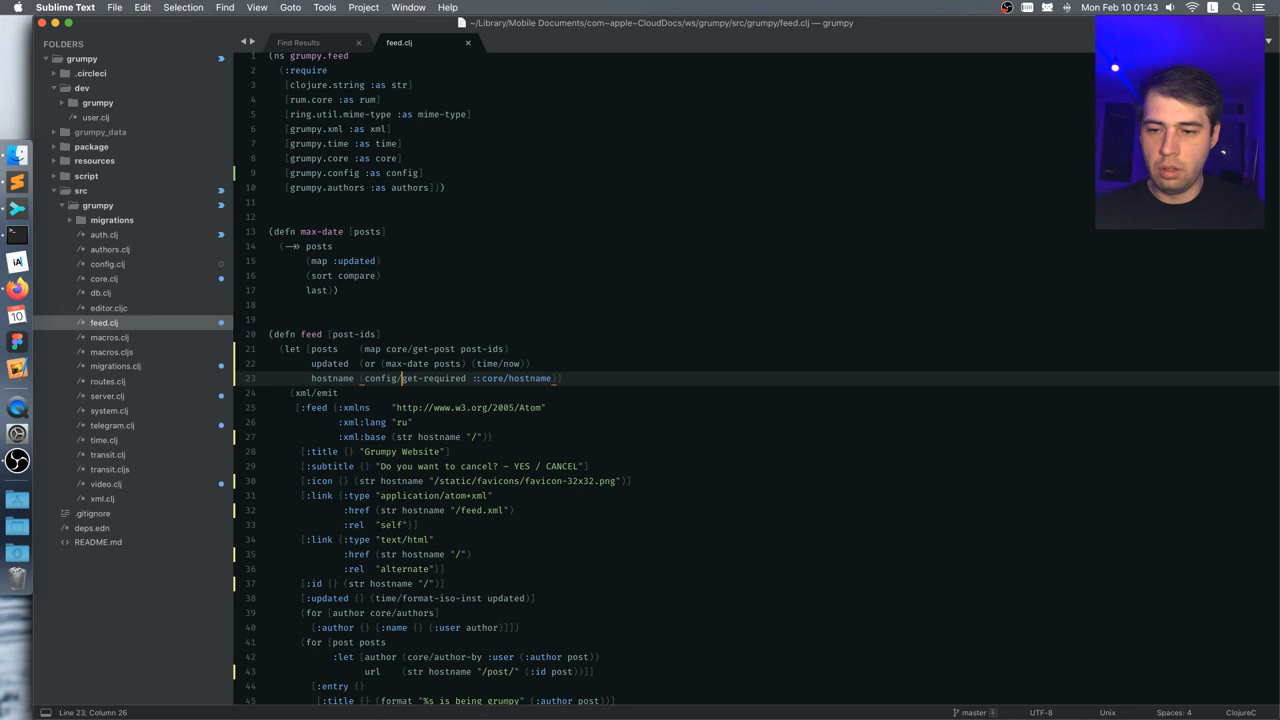 Sublime Text File Edit Selection Find View Goto Tools Project Window Help
Mon Feb 10 01:43
~/Library/Mobile Documents/com~apple~CloudDocs/ws/grumpy/src/grumpy/feed.clj — grumpy
FOLDERS
grumpy
.circleci
dev
grumpy
user.clj
grumpy_data
package
resources
script
src
grumpy
migrations
auth.clj
authors.clj
config.clj
core.clj
db.clj
editor.cljc
feed.clj
macros.clj
macros.cljs
migrations.clj
routes.clj
server.clj
system.clj
telegram.clj
time.clj
transit.clj
transit.cljs
video.clj
xml.clj
.gitignore
deps.edn
README.md
Find Results
feed.clj
1 (ns grumpy.feed
2 (:require
3 [clojure.string :as str]
4 [rum.core :as rum]
5 [ring.util.mime-type :as mime-type]
6 [grumpy.xml :as xml]
7 [grumpy.time :as time]
8 [grumpy.core :as core]
9 [grumpy.config :as config]
10 [grumpy.authors :as authors]))
11
12
13 (defn max-date [posts]
14 (->> posts
15 (map :updated)
16 (sort compare)
17 last))
18
19
20 (defn feed [post-ids]
21 (let [posts (map core/get-post post-ids)
22 updated (or (max-date posts) (time/now))
23 hostname (config/get-required ::core/hostname)]
24 (xml/emit
25 [:feed {:xmlns "http://www.w3.org/2005/Atom"
26 :xml:lang "ru"
27 :xml:base (str hostname "/")}
28 [:title {} "Grumpy Website"]
29 [:subtitle {} "Do you want to cancel? – YES / CANCEL"]
30 [:icon {} (str hostname "/static/favicons/favicon-32x32.png")]
31 [:link {:type "application/atom+xml"
32 :href (str hostname "/feed.xml")
33 :rel "self"}]
34 [:link {:type "text/html"
35 :href (str hostname "/")
36 :rel "alternate"}]
37 [:id {} (str hostname "/")]
38 [:updated {} (time/format-iso-inst updated)]
39 (for [author core/authors]
40 [:author {} [:name {} (:user author)]])
41 (for [post posts
42 :let [author (core/author-by :user (:author post))
43 url (str hostname "/post/" (:id post))]]
44 [:entry {}
45 [:title {} (format "%s is being grumpy" (:author post))]
Line 23, Column 26
master 8
UTF-8
Unix
Spaces: 4
ClojureC